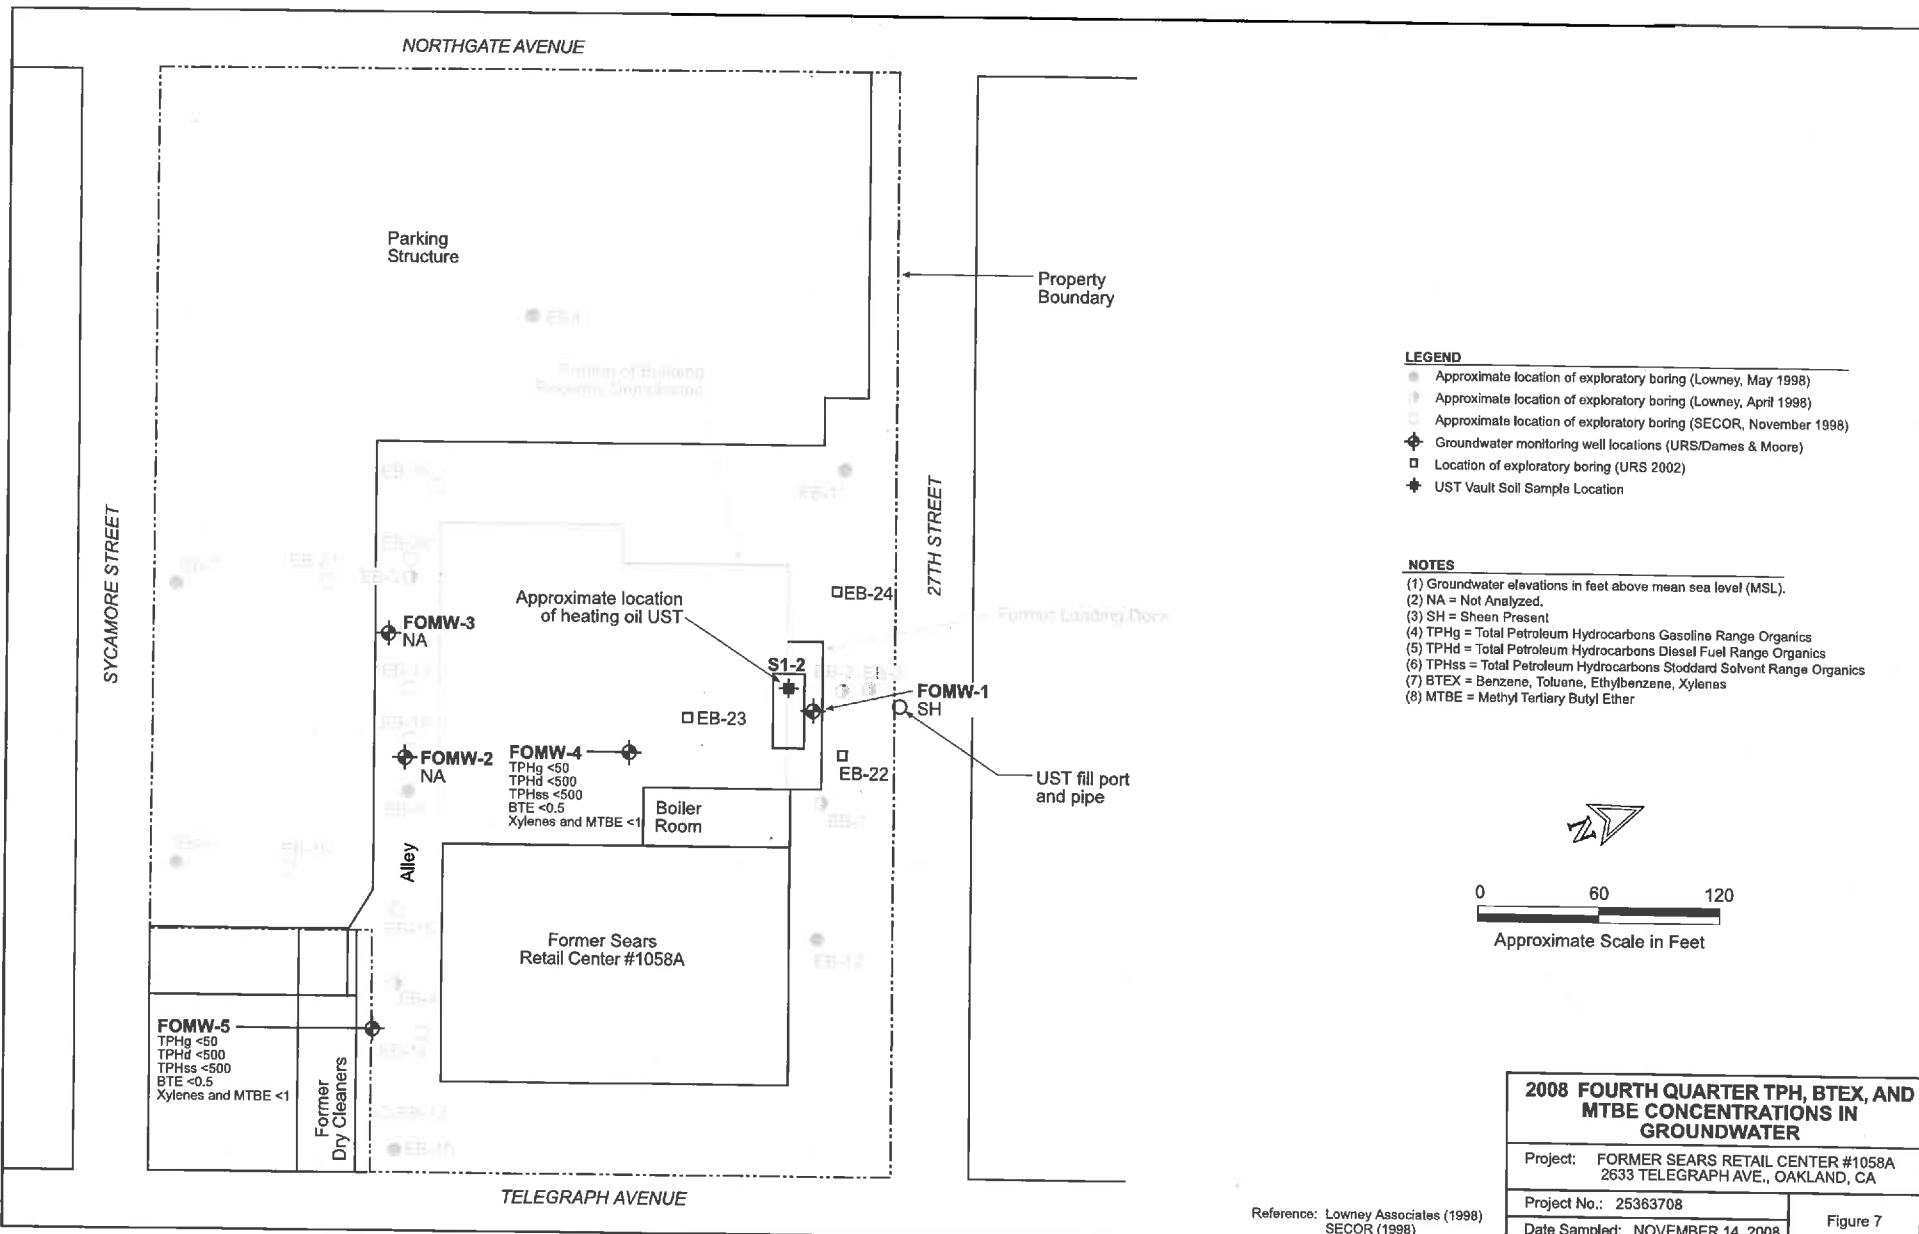 NORTHGATE AVENUE
Parking
Structure
Property
Boundary
SYCAMORE STREET
27TH STREET
EB-24
Approximate location
of heating oil UST
FOMW-3
NA
S1-2
FOMW-1
SH
EB-23
FOMW-2
NA
FOMW-4
TPHg <50
TPHd <500
TPHss <500
BTE <0.5
Xylenes and MTBE <1
EB-22
UST fill port
and pipe
Boiler
Room
Alley
Former Loading Dock
EB-11
EB-12
Former Sears
Retail Center #1058A
FOMW-5
TPHg <50
TPHd <500
TPHss <500
BTE <0.5
Xylenes and MTBE <1
Former
Dry Cleaners
EB-10
TELEGRAPH AVENUE
LEGEND
Approximate location of exploratory boring (Lowney, May 1998)
Approximate location of exploratory boring (Lowney, April 1998)
Approximate location of exploratory boring (SECOR, November 1998)
Groundwater monitoring well locations (URS/Dames & Moore)
Location of exploratory boring (URS 2002)
UST Vault Soil Sample Location
NOTES
(1) Groundwater elevations in feet above mean sea level (MSL).
(2) NA = Not Analyzed.
(3) SH = Sheen Present
(4) TPHg = Total Petroleum Hydrocarbons Gasoline Range Organics
(5) TPHd = Total Petroleum Hydrocarbons Diesel Fuel Range Organics
(6) TPHss = Total Petroleum Hydrocarbons Stoddard Solvent Range Organics
(7) BTEX = Benzene, Toluene, Ethylbenzene, Xylenes
(8) MTBE = Methyl Tertiary Butyl Ether
N
0 60 120
Approximate Scale in Feet
2008 FOURTH QUARTER TPH, BTEX, AND
MTBE CONCENTRATIONS IN
GROUNDWATER
Project: FORMER SEARS RETAIL CENTER #1058A
2633 TELEGRAPH AVE., OAKLAND, CA
Project No.: 25363708
Date Sampled: NOVEMBER 14, 2008
Figure 7
Reference: Lowney Associates (1998)
SECOR (1998)